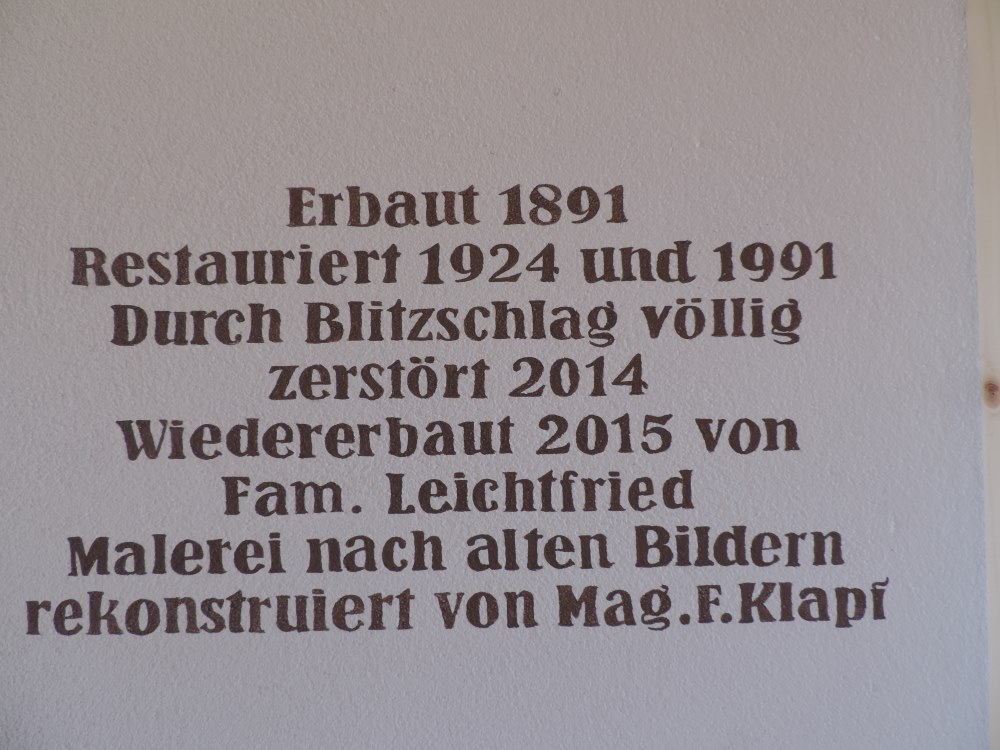 Erbaut 1891
Restauriert 1924 und 1991
Durch Blitzschlag völlig
zerstört 2014
Wiedererbaut 2015 von
Fam. Leichtfried
Malerei nach alten Bildern
rekonstruiert von Mag.F.Klapf